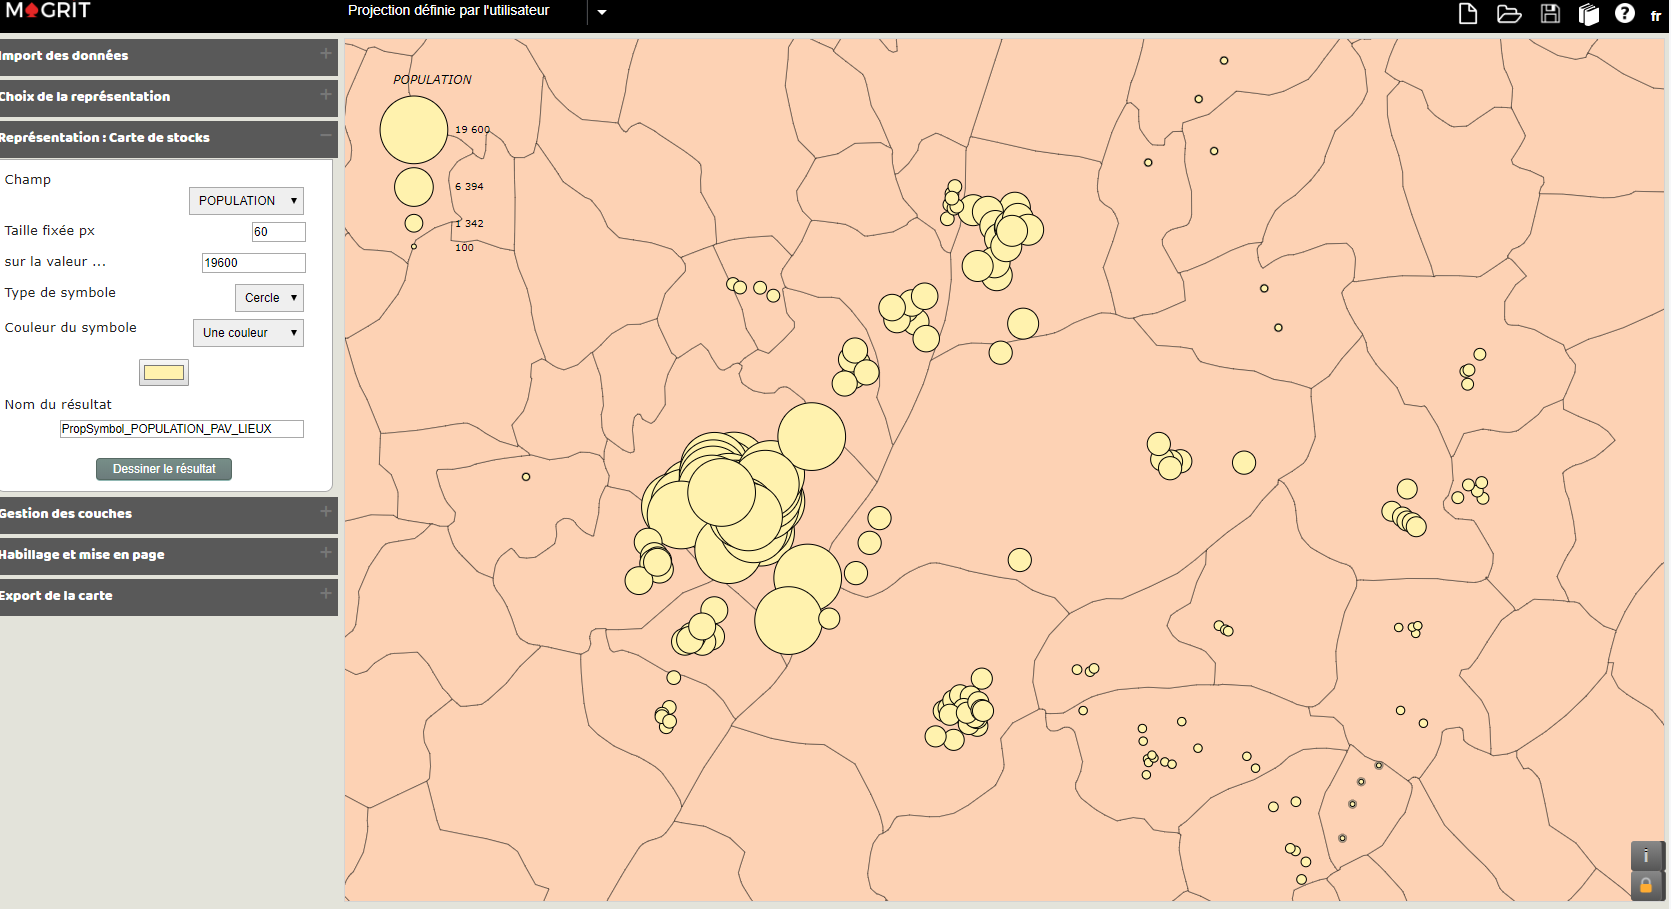 MAGRIT
Projection définie par l'utilisateur
fr
Import des données
Choix de la représentation
Représentation : Carte de stocks
Champ
POPULATION
Taille fixée px
60
sur la valeur ...
19600
Type de symbole
Cercle
Couleur du symbole
Une couleur
Nom du résultat
PropSymbol_POPULATION_PAV_LIEUX
Dessiner le résultat
Gestion des couches
Habillage et mise en page
Export de la carte
POPULATION
19 600
6 394
1 342
100
i